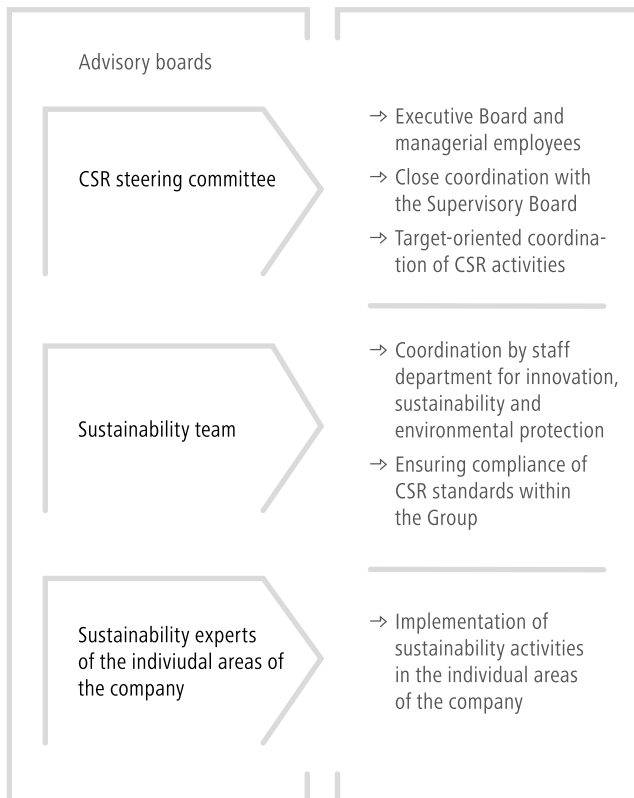 Advisory boards
CSR steering committee
→ Executive Board and
managerial employees
→ Close coordination with
the Supervisory Board
→ Target-oriented coordina-
tion of CSR activities
Sustainability team
→ Coordination by staff
department for innovation,
sustainability and
environmental protection
→ Ensuring compliance of
CSR standards within
the Group
Sustainability experts
of the indiviudal areas of
the company
→ Implementation of
sustainability activities
in the individual areas
of the company